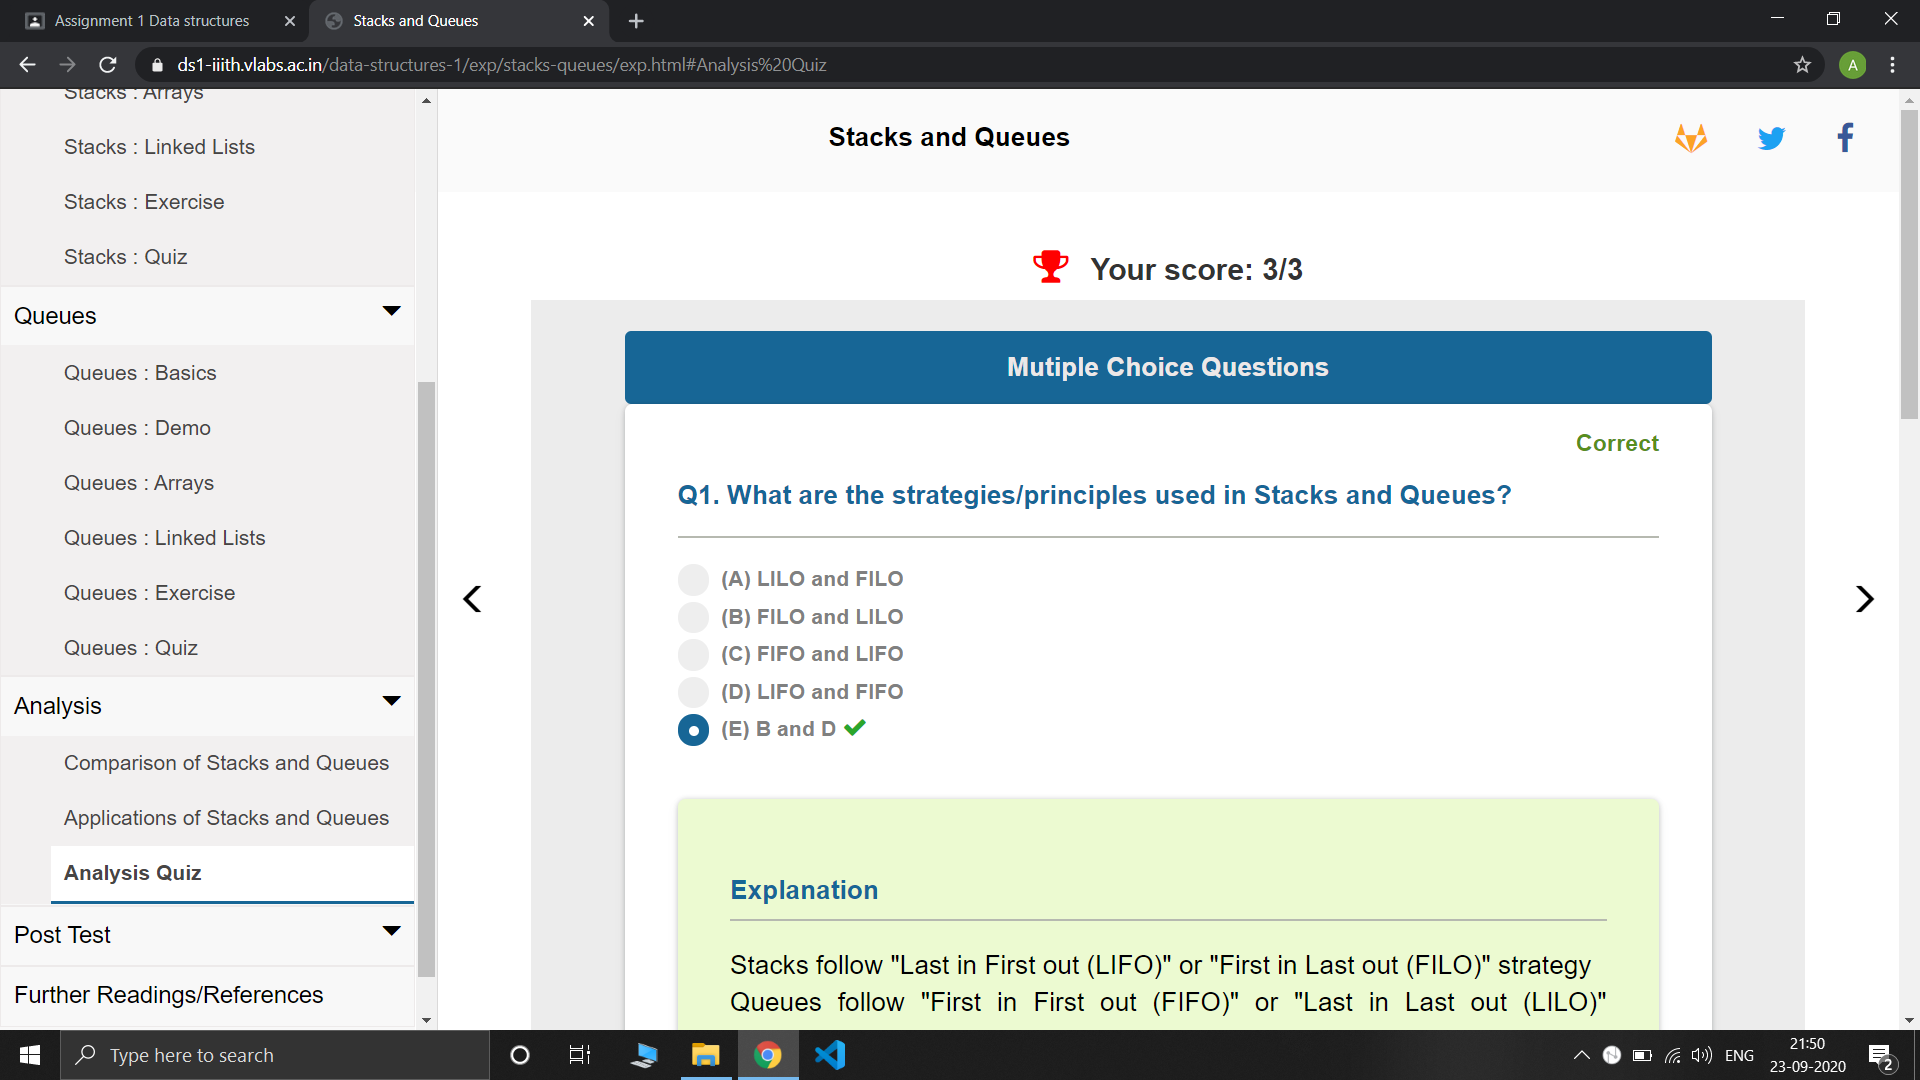 Assignment 1 Data structures
Stacks and Queues
ds1-iiith.vlabs.ac.in/data-structures-1/exp/stacks-queues/exp.html#Analysis%20Quiz
A
Stacks : Arrays
Stacks : Linked Lists
Stacks : Exercise
Stacks : Quiz
Queues
Queues : Basics
Queues : Demo
Queues : Arrays
Queues : Linked Lists
Queues : Exercise
Queues : Quiz
Analysis
Comparison of Stacks and Queues
Applications of Stacks and Queues
Analysis Quiz
Post Test
Further Readings/References
Stacks and Queues
Your score: 3/3
Mutiple Choice Questions
Correct
Q1. What are the strategies/principles used in Stacks and Queues?
(A) LILO and FILO
(B) FILO and LILO
(C) FIFO and LIFO
(D) LIFO and FIFO
(E) B and D
Explanation
Stacks follow "Last in First out (LIFO)" or "First in Last out (FILO)" strategy
Queues follow "First in First out (FIFO)" or "Last in Last out (LILO)"
Type here to search
ENG
21:50
23-09-2020
2